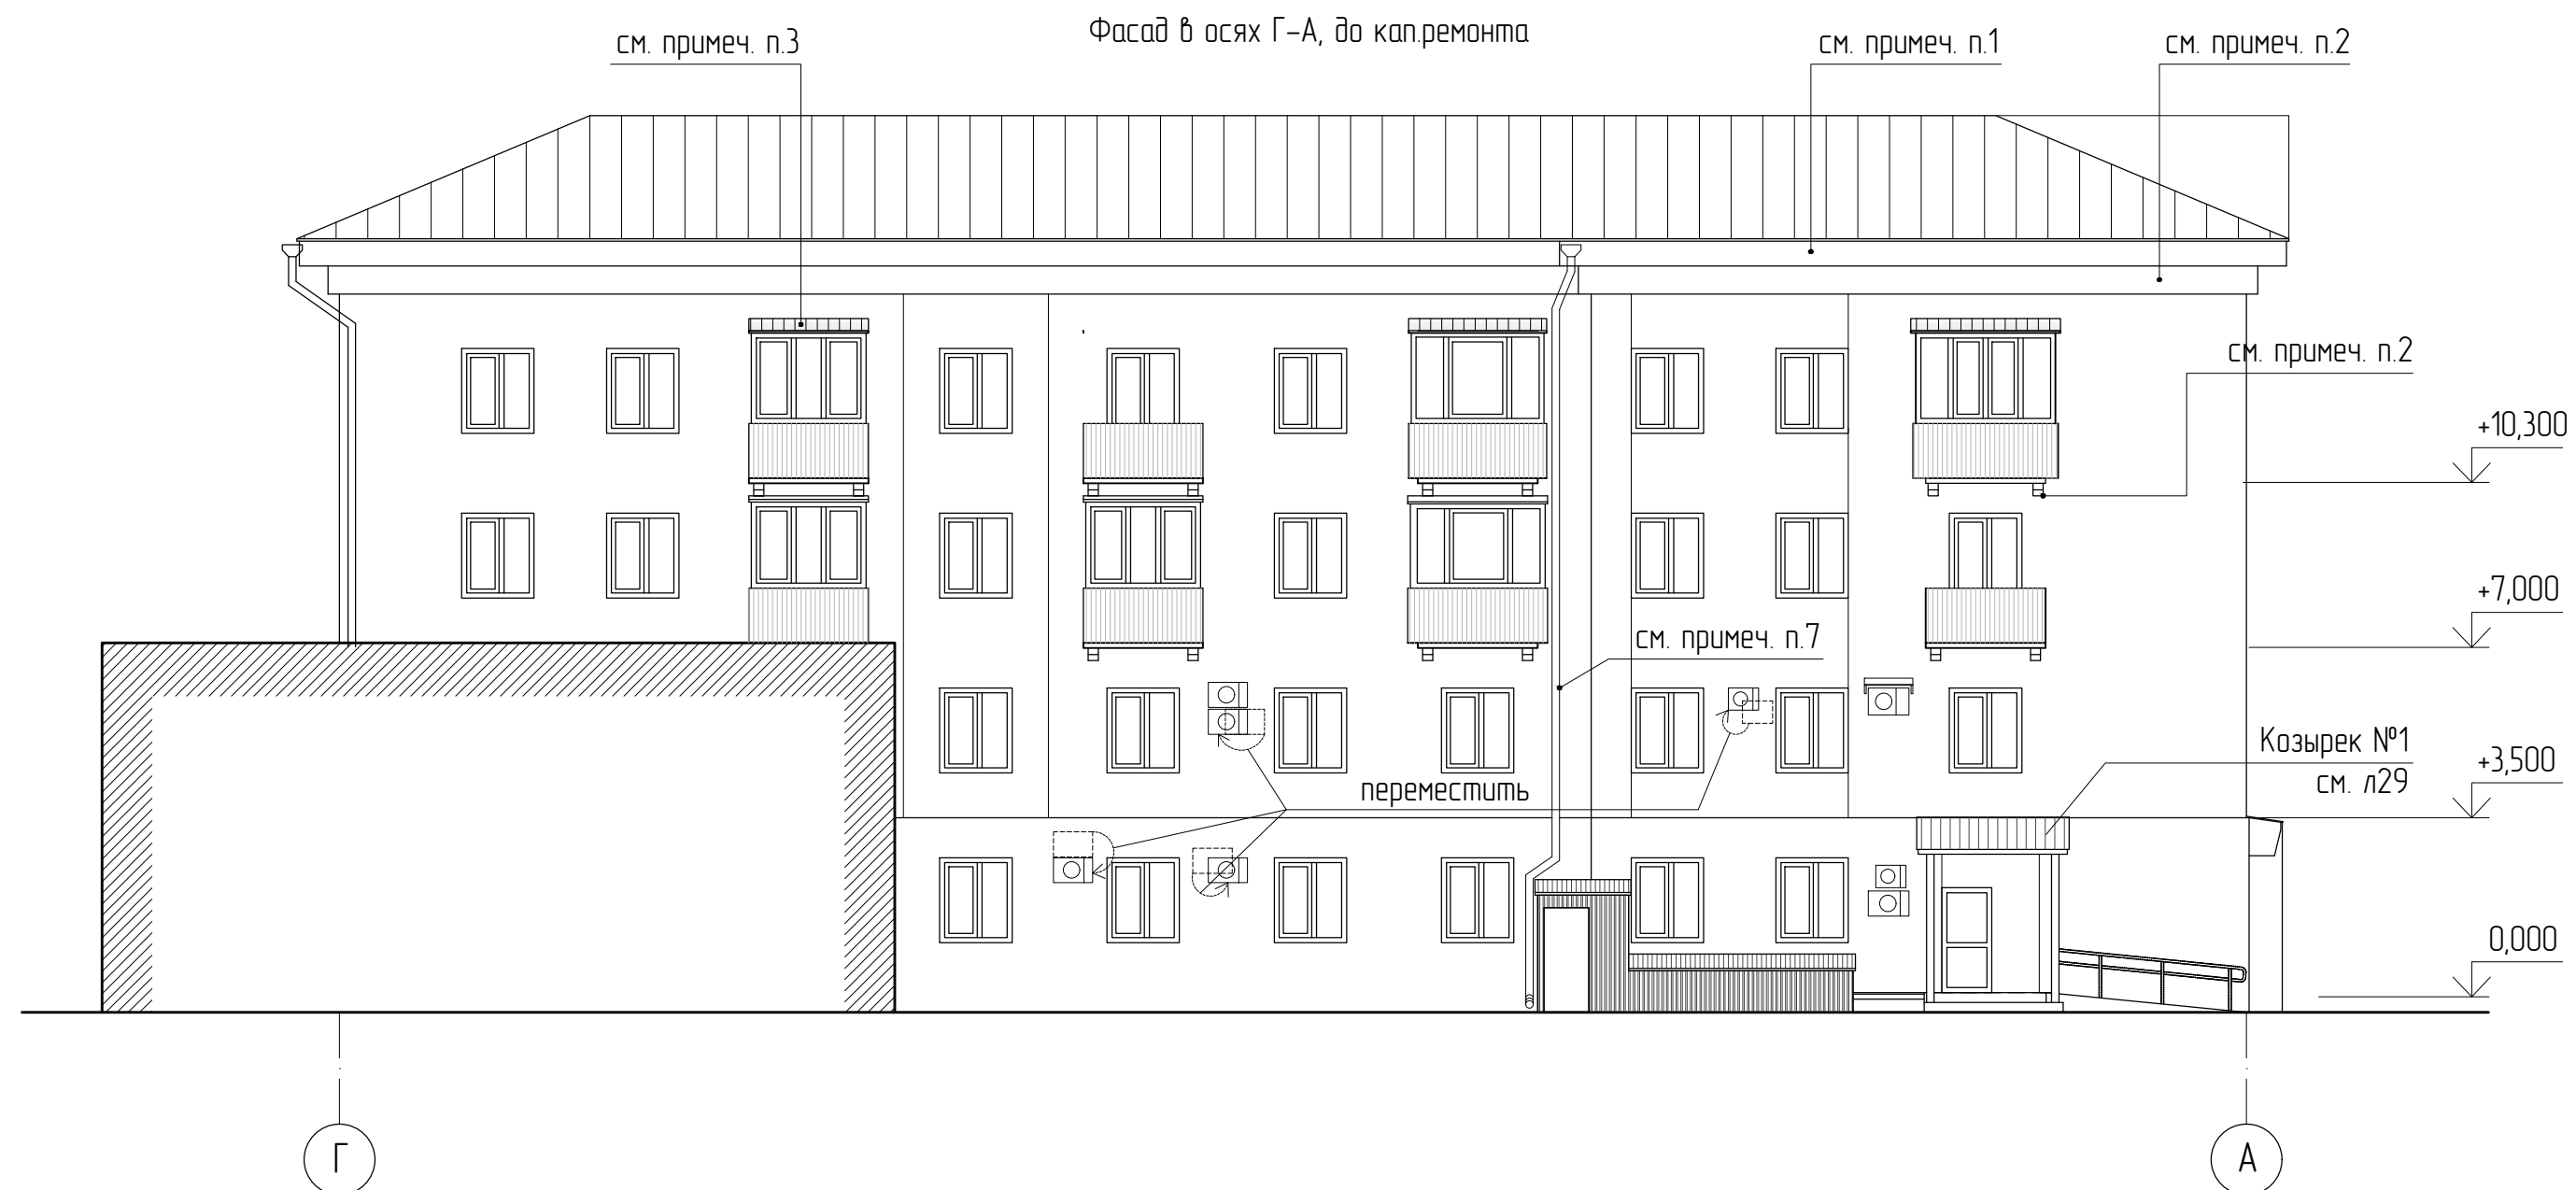 Фасад в осях Г-А, до кап.ремонта
см. примеч. п.3
см. примеч. п.1
см. примеч. п.2
см. примеч. п.2
+10,300
+7,000
см. примеч. п.7
Козырек №1
см. л29
+3,500
переместить
0,000
Г
А